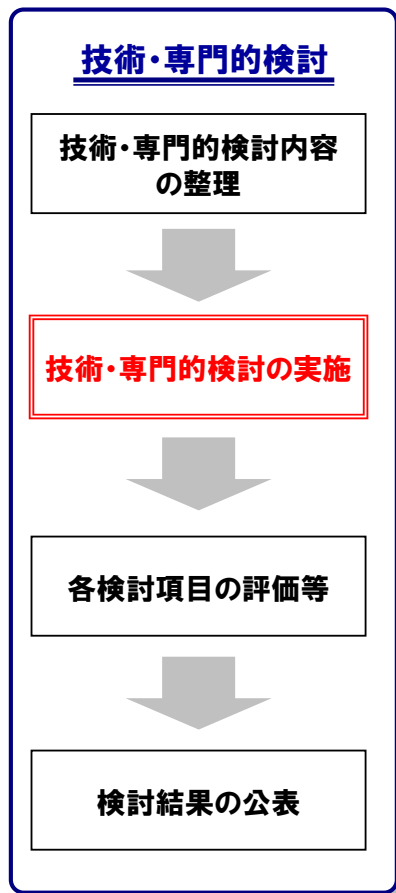 技術・専門的検討
技術・専門的検討内容
の整理
技術・専門的検討の実施
各検討項目の評価等
検討結果の公表